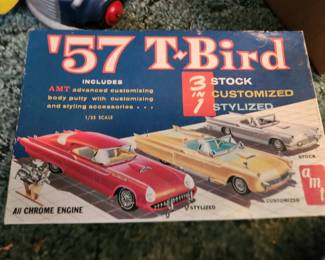 '57 T-Bird
INCLUDES
AMT advanced customizing
body putty with customizing
and styling accessories . . .
1/25 SCALE
3 IN 1
STOCK
CUSTOMIZED
STYLIZED
STOCK
CUSTOMIZED
STYLIZED
All CHROME ENGINE
amt